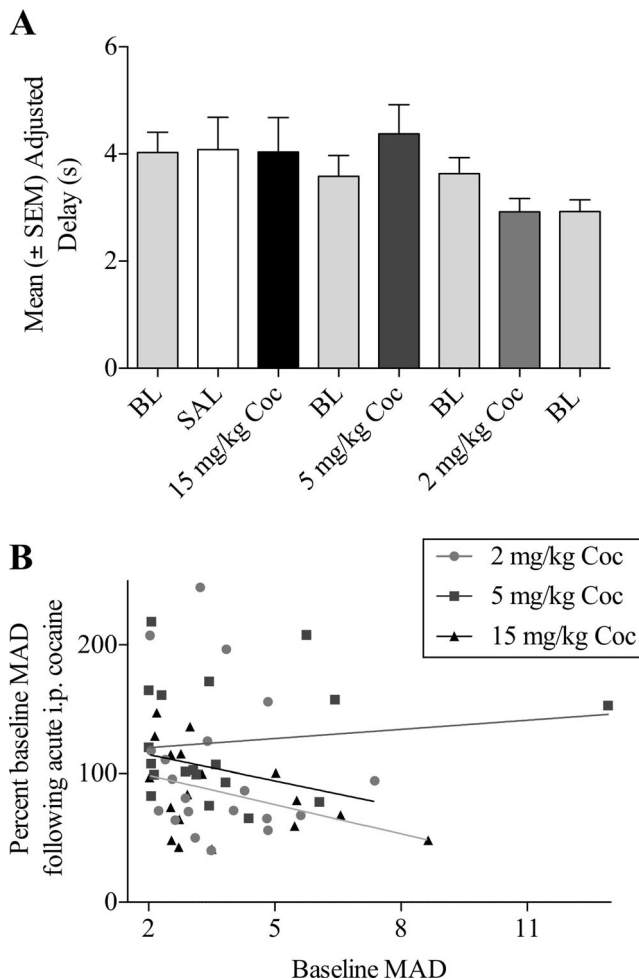 A
Mean (± SEM) Adjusted
Delay (s)
6
4
2
0
BL
SAL
15 mg/kg Coc
BL
5 mg/kg Coc
BL
2 mg/kg Coc
BL
B
2 mg/kg Coc
5 mg/kg Coc
15 mg/kg Coc
Percent baseline MAD
following acute i.p. cocaine
200
100
0
2
5
8
11
Baseline MAD